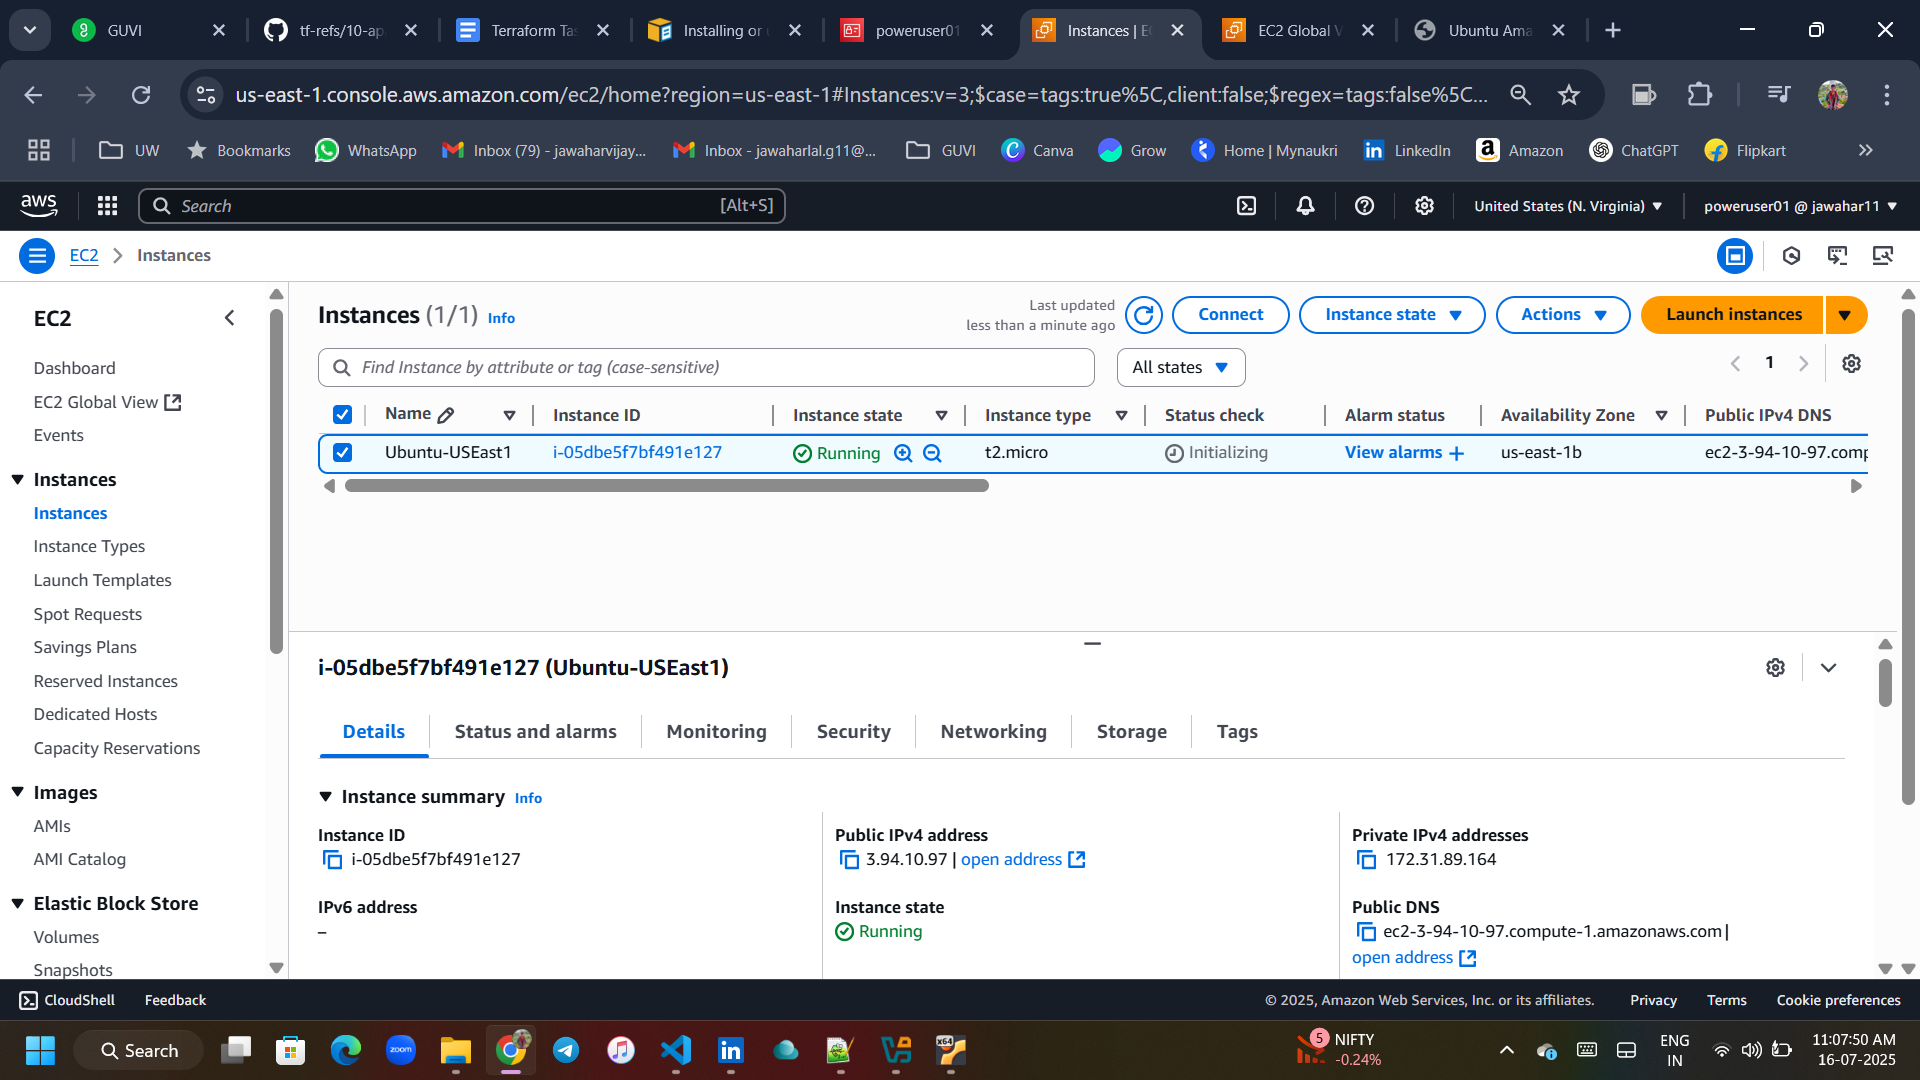 GUVI
tf-refs/10-ap
Terraform Tas
Installing or u
poweruser01
Instances | EC
EC2 Global V
Ubuntu Ama
us-east-1.console.aws.amazon.com/ec2/home?region=us-east-1#Instances:v=3;$case=tags:true%5C,client:false;$regex=tags:false%5C...
UW
Bookmarks
WhatsApp
Inbox (79) - jawaharvijay...
Inbox - jawaharlal.g11@...
GUVI
Canva
Grow
Home | Mynaukri
LinkedIn
Amazon
ChatGPT
Flipkart
aws
Search
[Alt+S]
United States (N. Virginia)
poweruser01 @ jawahar11
EC2 > Instances
EC2
Dashboard
EC2 Global View
Events
Instances
Instances
Instance Types
Launch Templates
Spot Requests
Savings Plans
Reserved Instances
Dedicated Hosts
Capacity Reservations
Images
AMIs
AMI Catalog
Elastic Block Store
Volumes
Snapshots
Instances (1/1) Info
Last updated
less than a minute ago
Connect
Instance state
Actions
Launch instances
Find Instance by attribute or tag (case-sensitive)
All states
1
Name
Instance ID
Instance state
Instance type
Status check
Alarm status
Availability Zone
Public IPv4 DNS
Ubuntu-USEast1
i-05dbe5f7bf491e127
Running
t2.micro
Initializing
View alarms +
us-east-1b
ec2-3-94-10-97.comp
i-05dbe5f7bf491e127 (Ubuntu-USEast1)
Details
Status and alarms
Monitoring
Security
Networking
Storage
Tags
Instance summary Info
Instance ID
i-05dbe5f7bf491e127
Public IPv4 address
3.94.10.97 | open address
Private IPv4 addresses
172.31.89.164
IPv6 address
–
Instance state
Running
Public DNS
ec2-3-94-10-97.compute-1.amazonaws.com |
open address
CloudShell
Feedback
© 2025, Amazon Web Services, Inc. or its affiliates.
Privacy
Terms
Cookie preferences
Search
zoom
x64
5
NIFTY
-0.24%
ENG
IN
11:07:50 AM
16-07-2025